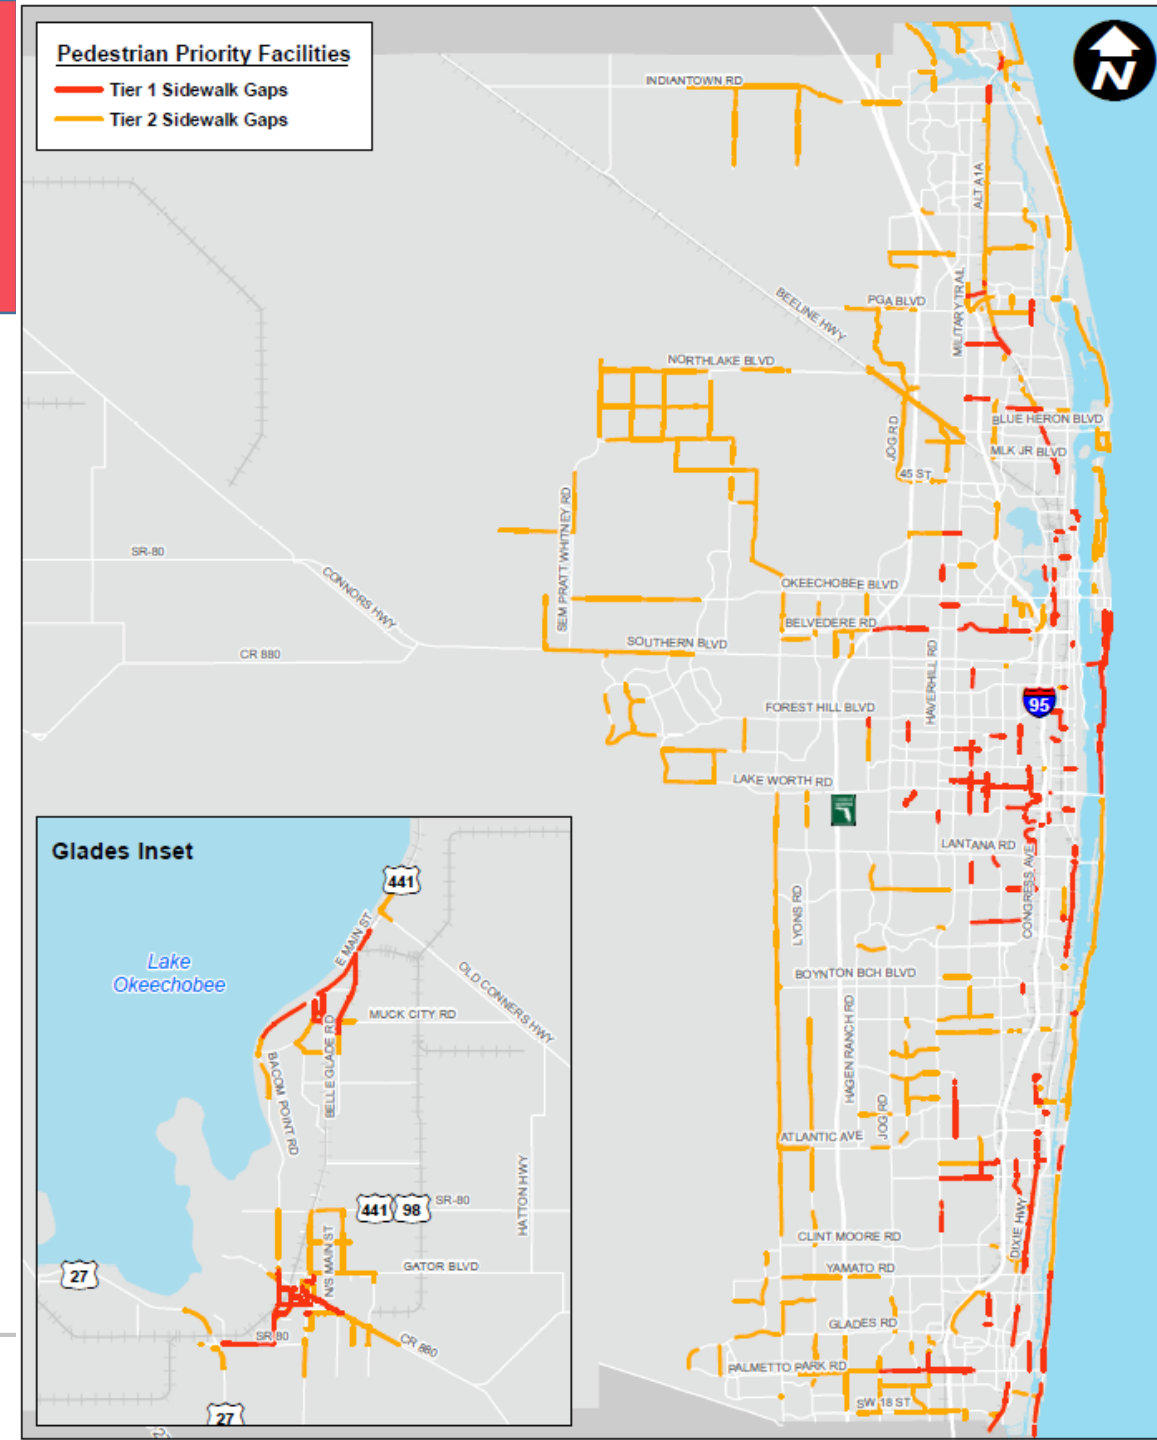 Pedestrian Priority Facilities
Tier 1 Sidewalk Gaps
Tier 2 Sidewalk Gaps
N
INDIANTOWN RD
ALT A1A
MILITARY TRAIL
PGA BLVD
BEELINE HWY
NORTHLAKE BLVD
BLUE HERON BLVD
JOG RD
MLK JR BLVD
45 ST
SEM PRATT WHITNEY RD
SR-80
CONNORS HWY
OKEECHOBEE BLVD
BELVEDERE RD
SOUTHERN BLVD
CR 880
HAVERHILL RD
95
FOREST HILL BLVD
LAKE WORTH RD
LANTANA RD
CONGRESS AVE
LYONS RD
BOYNTON BCH BLVD
HAGEN RANCH RD
JOG RD
ATLANTIC AVE
DIXIE HWY
CLINT MOORE RD
YAMATO RD
GLADES RD
PALMETTO PARK RD
SW 18 ST
Glades Inset
441
E MAIN ST
Lake
Okeechobee
OLD CONNERS HWY
MUCK CITY RD
BELLE GLADE RD
BACOM POINT RD
HATTON HWY
441
98
SR-80
N/S MAIN ST
GATOR BLVD
27
SR 80
CR 880
27